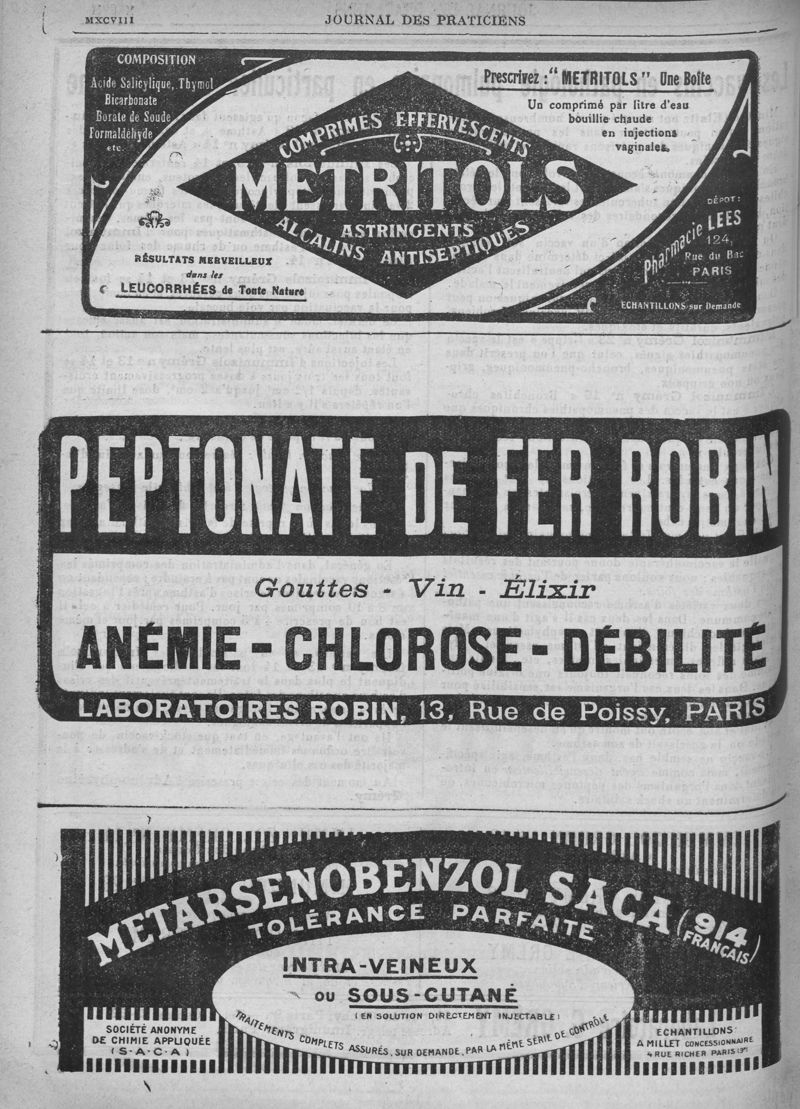 MXCVIII
JOURNAL DES PRATICIENS
COMPOSITION
Acide Salicylique, Thymol
Bicarbonate
Borate de Soude
Formaldéhyde
etc.
Prescrivez : "METRITOLS" Une Boîte
Un comprimé par litre d'eau
bouillie chaude
en injections
vaginales.
COMPRIMES EFFERVESCENTS
METRITOLS
ASTRINGENTS
ALCALINS ANTISEPTIQUES
RÉSULTATS MERVEILLEUX
dans les
LEUCORRHÉES de Toute Nature
DÉPOT:
Pharmacie LEES
124,
Rue du Bac
PARIS
ECHANTILLONS sur Demande
PEPTONATE DE FER ROBIN
Gouttes - Vin - Élixir
ANÉMIE - CHLOROSE - DÉBILITÉ
LABORATOIRES ROBIN, 13, Rue de Poissy, PARIS
METARSENOBENZOL SACA (914
FRANÇAIS)
TOLÉRANCE PARFAITE
INTRA-VEINEUX
OU SOUS-CUTANÉ
(EN SOLUTION DIRECTEMENT INJECTABLE)
TRAITEMENTS COMPLETS ASSURÉS, SUR DEMANDE, PAR LA MÊME SÉRIE DE CONTRÔLE
SOCIÉTÉ ANONYME
DE CHIMIE APPLIQUÉE
(S-A-C-A)
ECHANTILLONS
A MILLET CONCESSIONNAIRE
4 RUE RICHER PARIS (9e)